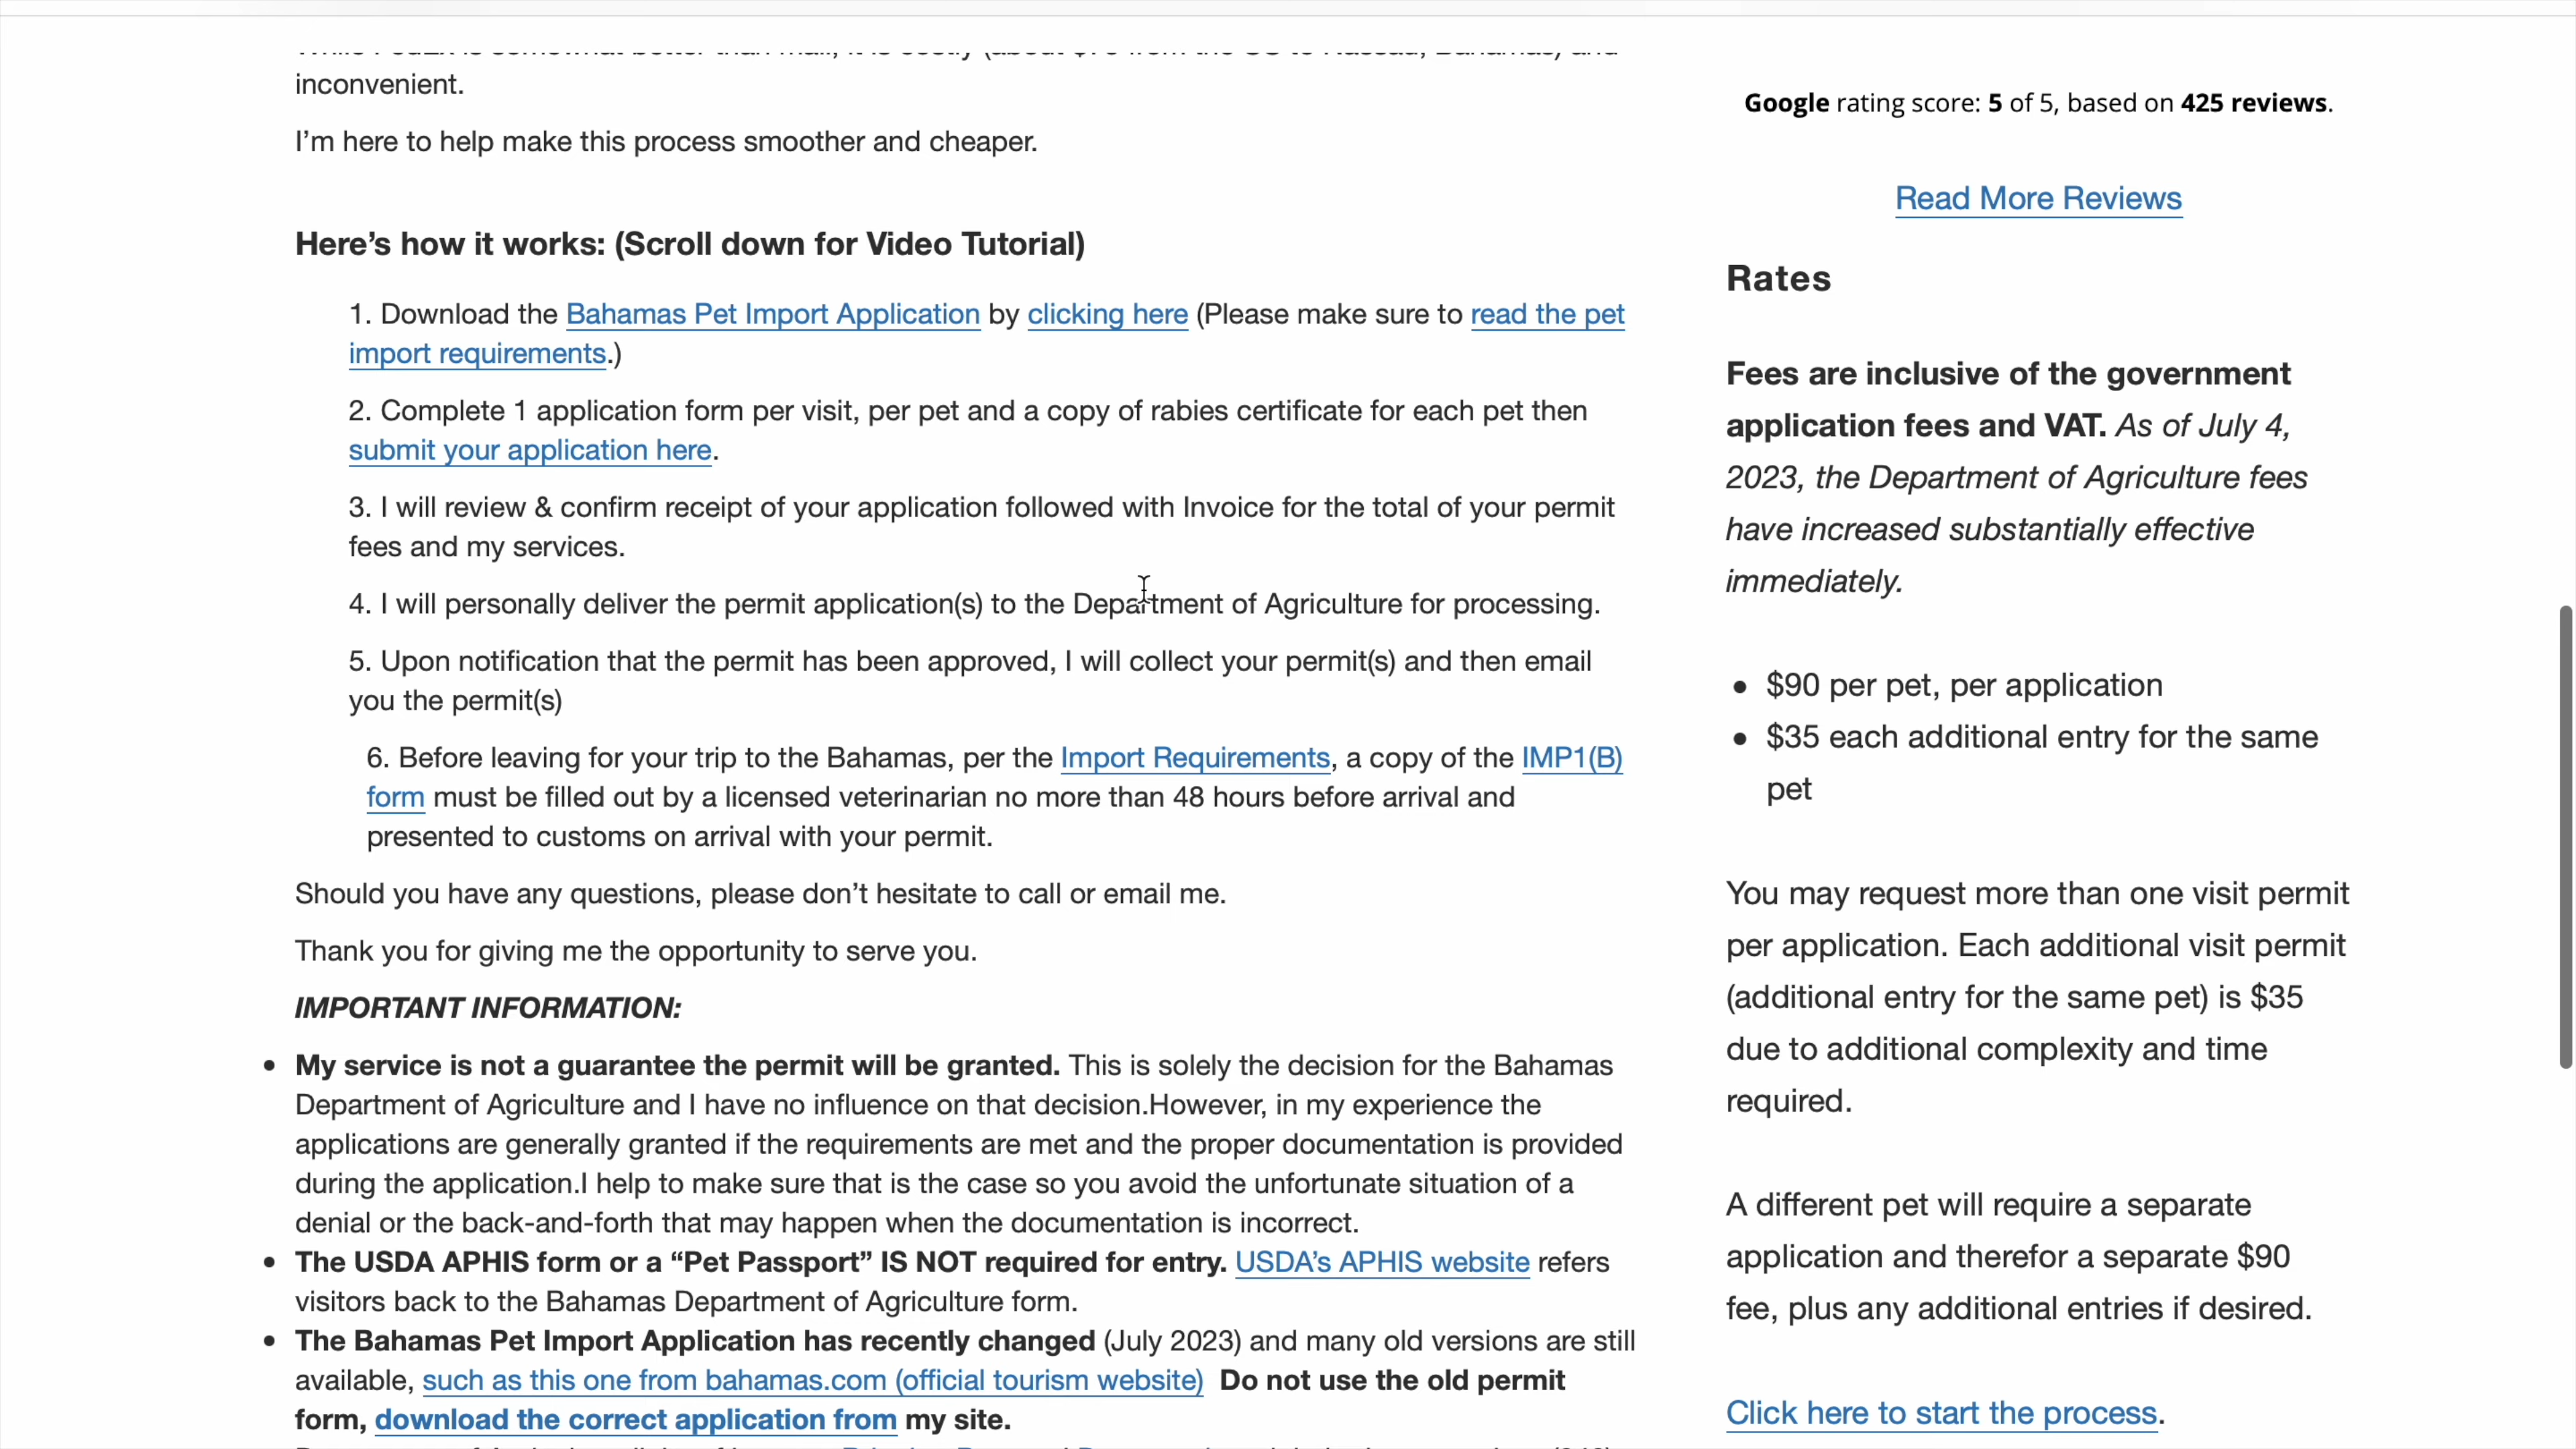 inconvenient.
I’m here to help make this process smoother and cheaper.
Here’s how it works: (Scroll down for Video Tutorial)
1. Download the Bahamas Pet Import Application by clicking here (Please make sure to read the pet
import requirements.)
2. Complete 1 application form per visit, per pet and a copy of rabies certificate for each pet then
submit your application here.
3. I will review & confirm receipt of your application followed with Invoice for the total of your permit
fees and my services.
4. I will personally deliver the permit application(s) to the Department of Agriculture for processing.
5. Upon notification that the permit has been approved, I will collect your permit(s) and then email
you the permit(s)
6. Before leaving for your trip to the Bahamas, per the Import Requirements, a copy of the IMP1(B)
form must be filled out by a licensed veterinarian no more than 48 hours before arrival and
presented to customs on arrival with your permit.
Should you have any questions, please don’t hesitate to call or email me.
Thank you for giving me the opportunity to serve you.
IMPORTANT INFORMATION:
• My service is not a guarantee the permit will be granted. This is solely the decision for the Bahamas
Department of Agriculture and I have no influence on that decision.However, in my experience the
applications are generally granted if the requirements are met and the proper documentation is provided
during the application.I help to make sure that is the case so you avoid the unfortunate situation of a
denial or the back-and-forth that may happen when the documentation is incorrect.
• The USDA APHIS form or a “Pet Passport” IS NOT required for entry. USDA’s APHIS website refers
visitors back to the Bahamas Department of Agriculture form.
• The Bahamas Pet Import Application has recently changed (July 2023) and many old versions are still
available, such as this one from bahamas.com (official tourism website) Do not use the old permit
form, download the correct application from my site.
Google rating score: 5 of 5, based on 425 reviews.
Read More Reviews
Rates
Fees are inclusive of the government
application fees and VAT. As of July 4,
2023, the Department of Agriculture fees
have increased substantially effective
immediately.
• $90 per pet, per application
• $35 each additional entry for the same
pet
You may request more than one visit permit
per application. Each additional visit permit
(additional entry for the same pet) is $35
due to additional complexity and time
required.
A different pet will require a separate
application and therefor a separate $90
fee, plus any additional entries if desired.
Click here to start the process.